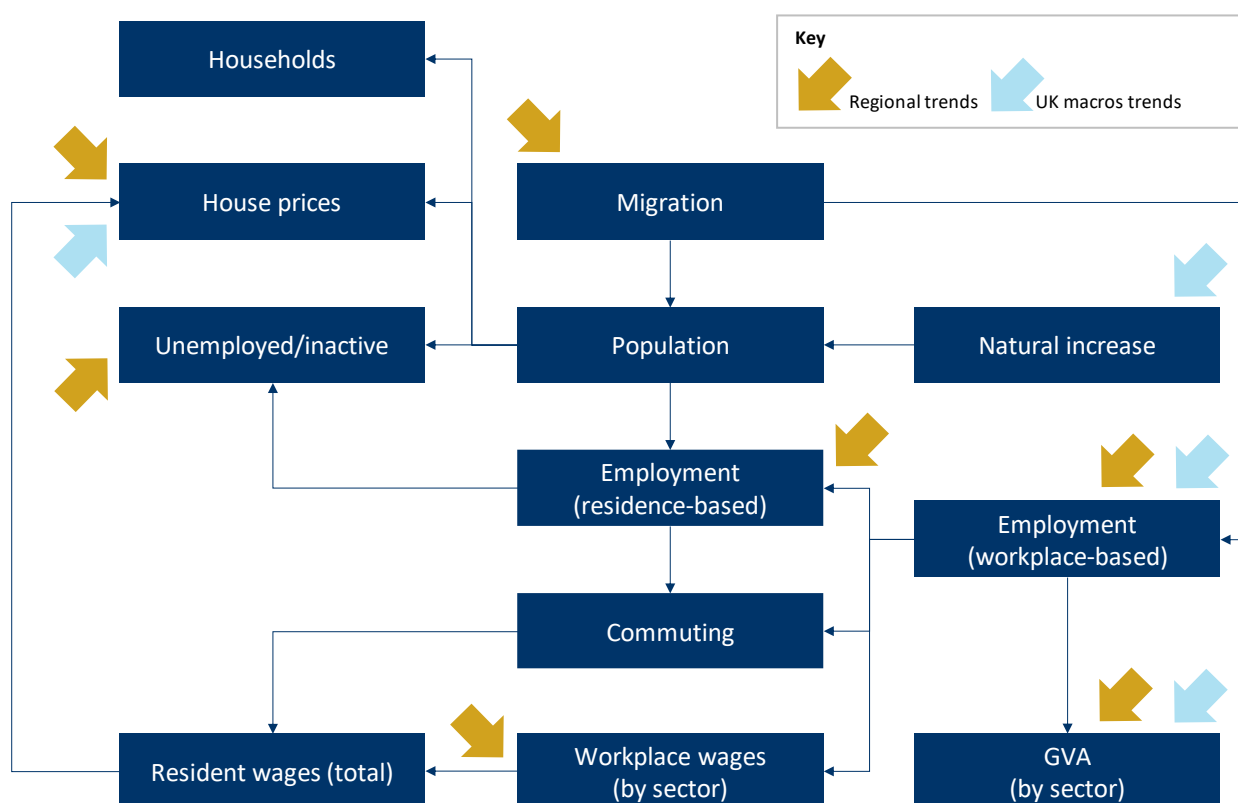 Key
Regional trends
UK macros trends
Households
House prices
Migration
Unemployed/inactive
Population
Natural increase
Employment
(residence-based)
Employment
(workplace-based)
Commuting
Resident wages (total)
Workplace wages
(by sector)
GVA
(by sector)